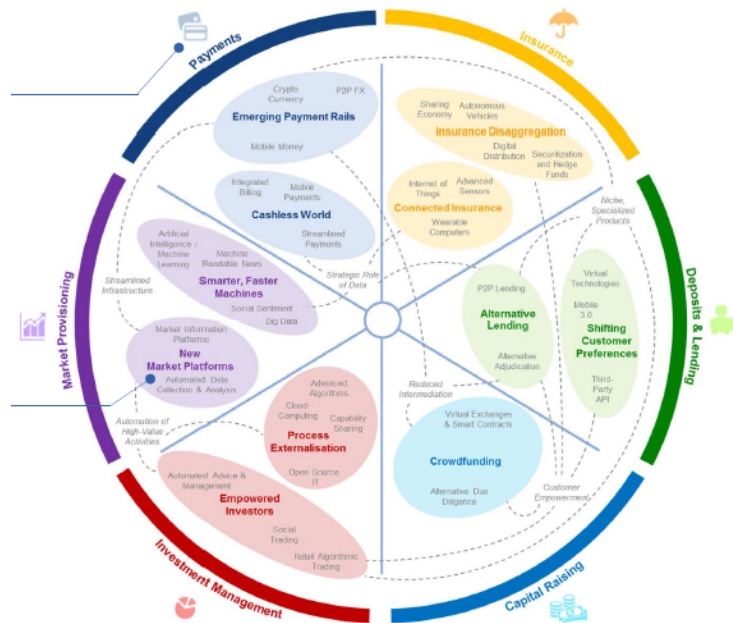 Payments
Insurance
Crypto
Currency
P2P FX
Emerging Payment Rails
Mobile Money
Sharing
Economy
Autonomous
Vehicles
Insurance Disaggregation
Digital
Distribution
Securitization
and Hedge
Funds
Integrated
Billing
Mobile
Payments
Cashless World
Streamlined
Payments
Internet of
Things
Advanced
Sensors
Connected Insurance
Wearable
Computers
Niche,
Specialized
Products
Market Provisioning
Artificial
Intelligence /
Machine
Learning
Machine
Readable News
Smarter, Faster
Machines
Social Sentiment
Big Data
Streamlined
Infrastructure
Strategic Role
of Data
Deposits & Lending
P2P Lending
Alternative
Lending
Alternative
Adjudication
Virtual
Technologies
Mobile
3.0
Shifting
Customer
Preferences
Third-
Party
API
Market Information
Platforms
New
Market Platforms
Automated Data
Collection & Analysis
Automation of
High-Value
Activities
Advanced
Algorithms
Cloud-
Computing
Capability
Sharing
Process
Externalisation
Open Source
IT
Reduced
Intermediation
Virtual Exchanges
& Smart Contracts
Crowdfunding
Alternative Due
Diligence
Customer
Empowerment
Automated Advice &
Management
Empowered
Investors
Social
Trading
Retail Algorithmic
Trading
Investment Management
Capital Raising